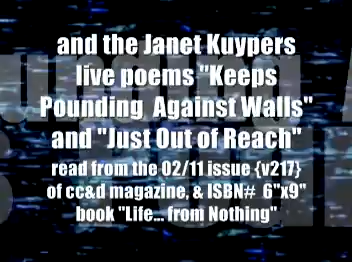 and the Janet Kuypers
live poems "Keeps
Pounding Against Walls"
and "Just Out of Reach"
read from the 02/11 issue {v217}
of cc&d magazine, & ISBN# 6"x9"
book "Life... from Nothing"